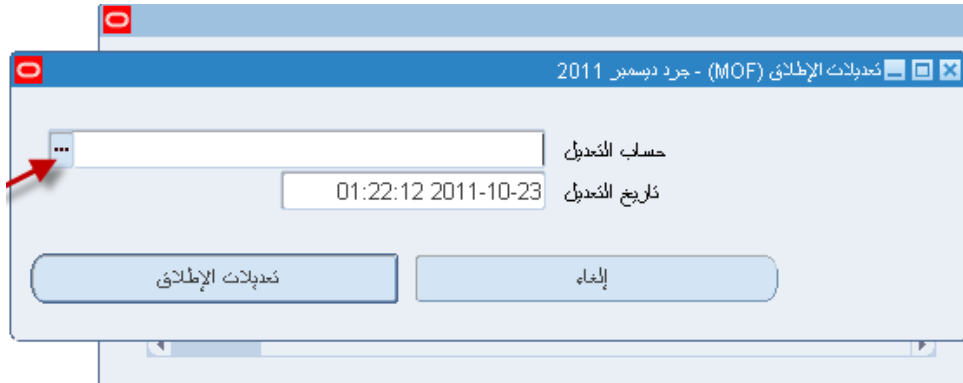 تعديلات الإطلاق (MOF) - جرد ديسمبر 2011
حساب التعديل
تاريخ التعديل 23-10-2011 01:22:12
إلغاء تعديلات الإطلاق